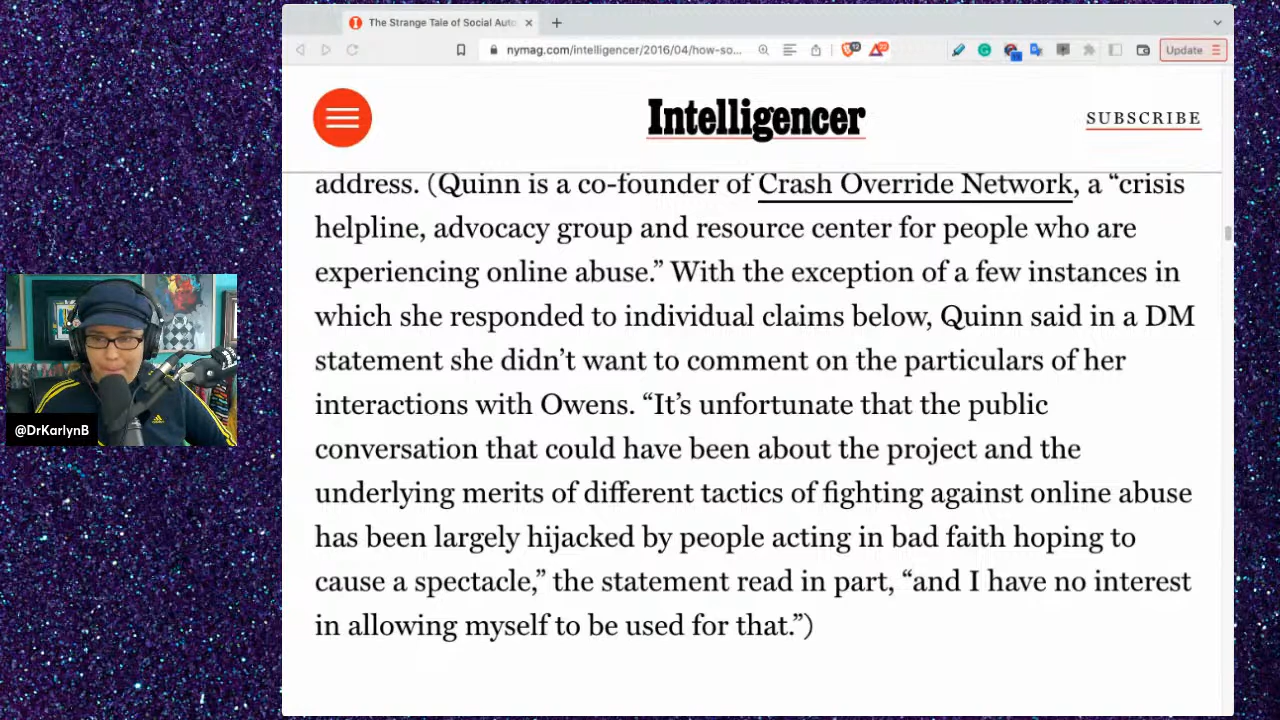 The Strange Tale of Social Auto
nymag.com/intelligencer/2016/04/how-so...
Update
Intelligencer
SUBSCRIBE
address. (Quinn is a co-founder of Crash Override Network, a “crisis
helpline, advocacy group and resource center for people who are
experiencing online abuse.” With the exception of a few instances in
which she responded to individual claims below, Quinn said in a DM
statement she didn’t want to comment on the particulars of her
interactions with Owens. “It’s unfortunate that the public
conversation that could have been about the project and the
underlying merits of different tactics of fighting against online abuse
has been largely hijacked by people acting in bad faith hoping to
cause a spectacle,” the statement read in part, “and I have no interest
in allowing myself to be used for that.”)
@DrKarlynB